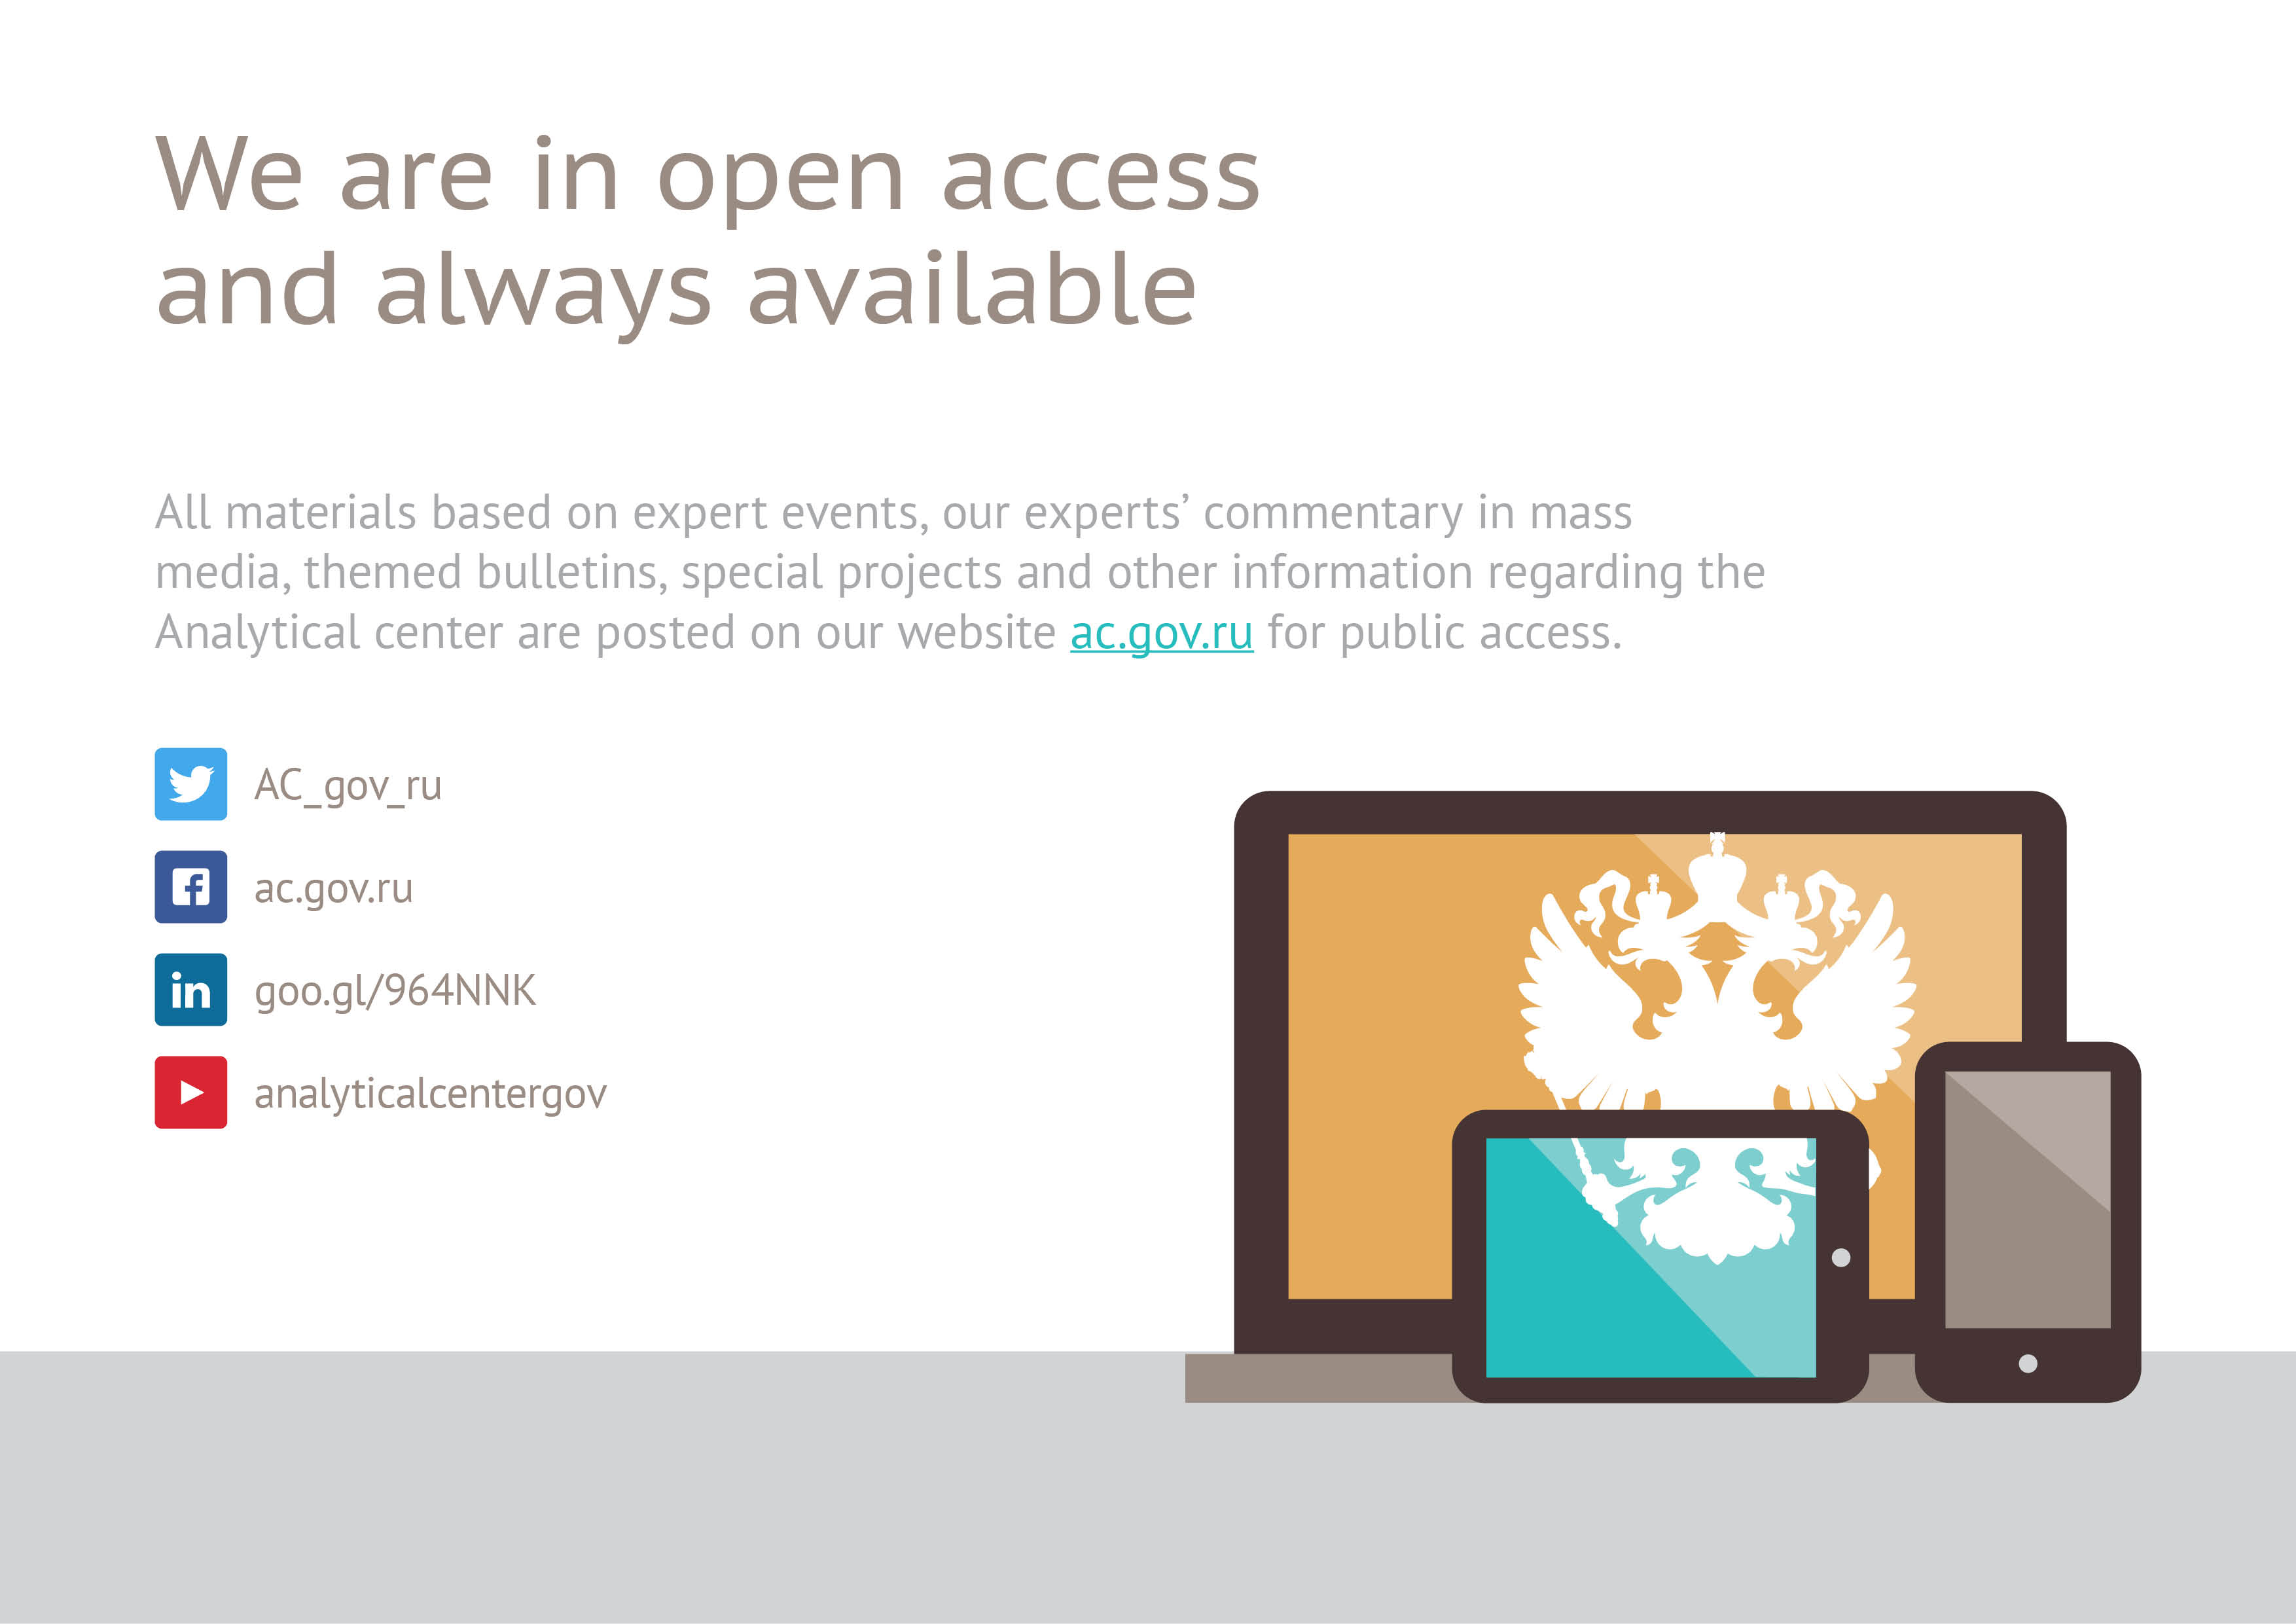 We are in open access
and always available
All materials based on expert events, our experts’ commentary in mass
media, themed bulletins, special projects and other information regarding the
Analytical center are posted on our website ac.gov.ru for public access.
AC_gov_ru
ac.gov.ru
goo.gl/964NNK
analyticalcentergov